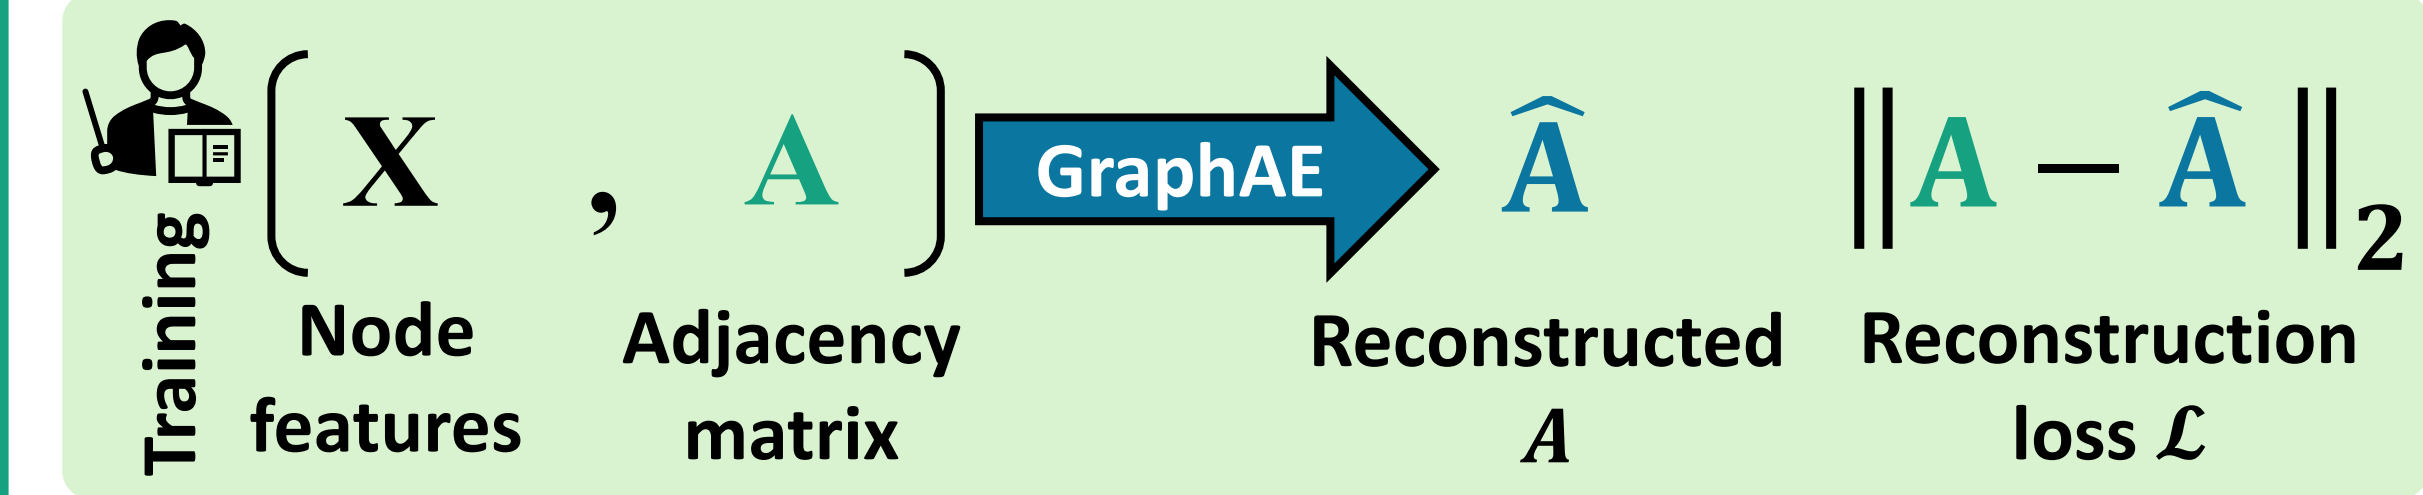 Training
( X , A ) GraphAE Â ‖A − Â‖₂
Node features
Adjacency matrix
Reconstructed A
Reconstruction loss ℒ